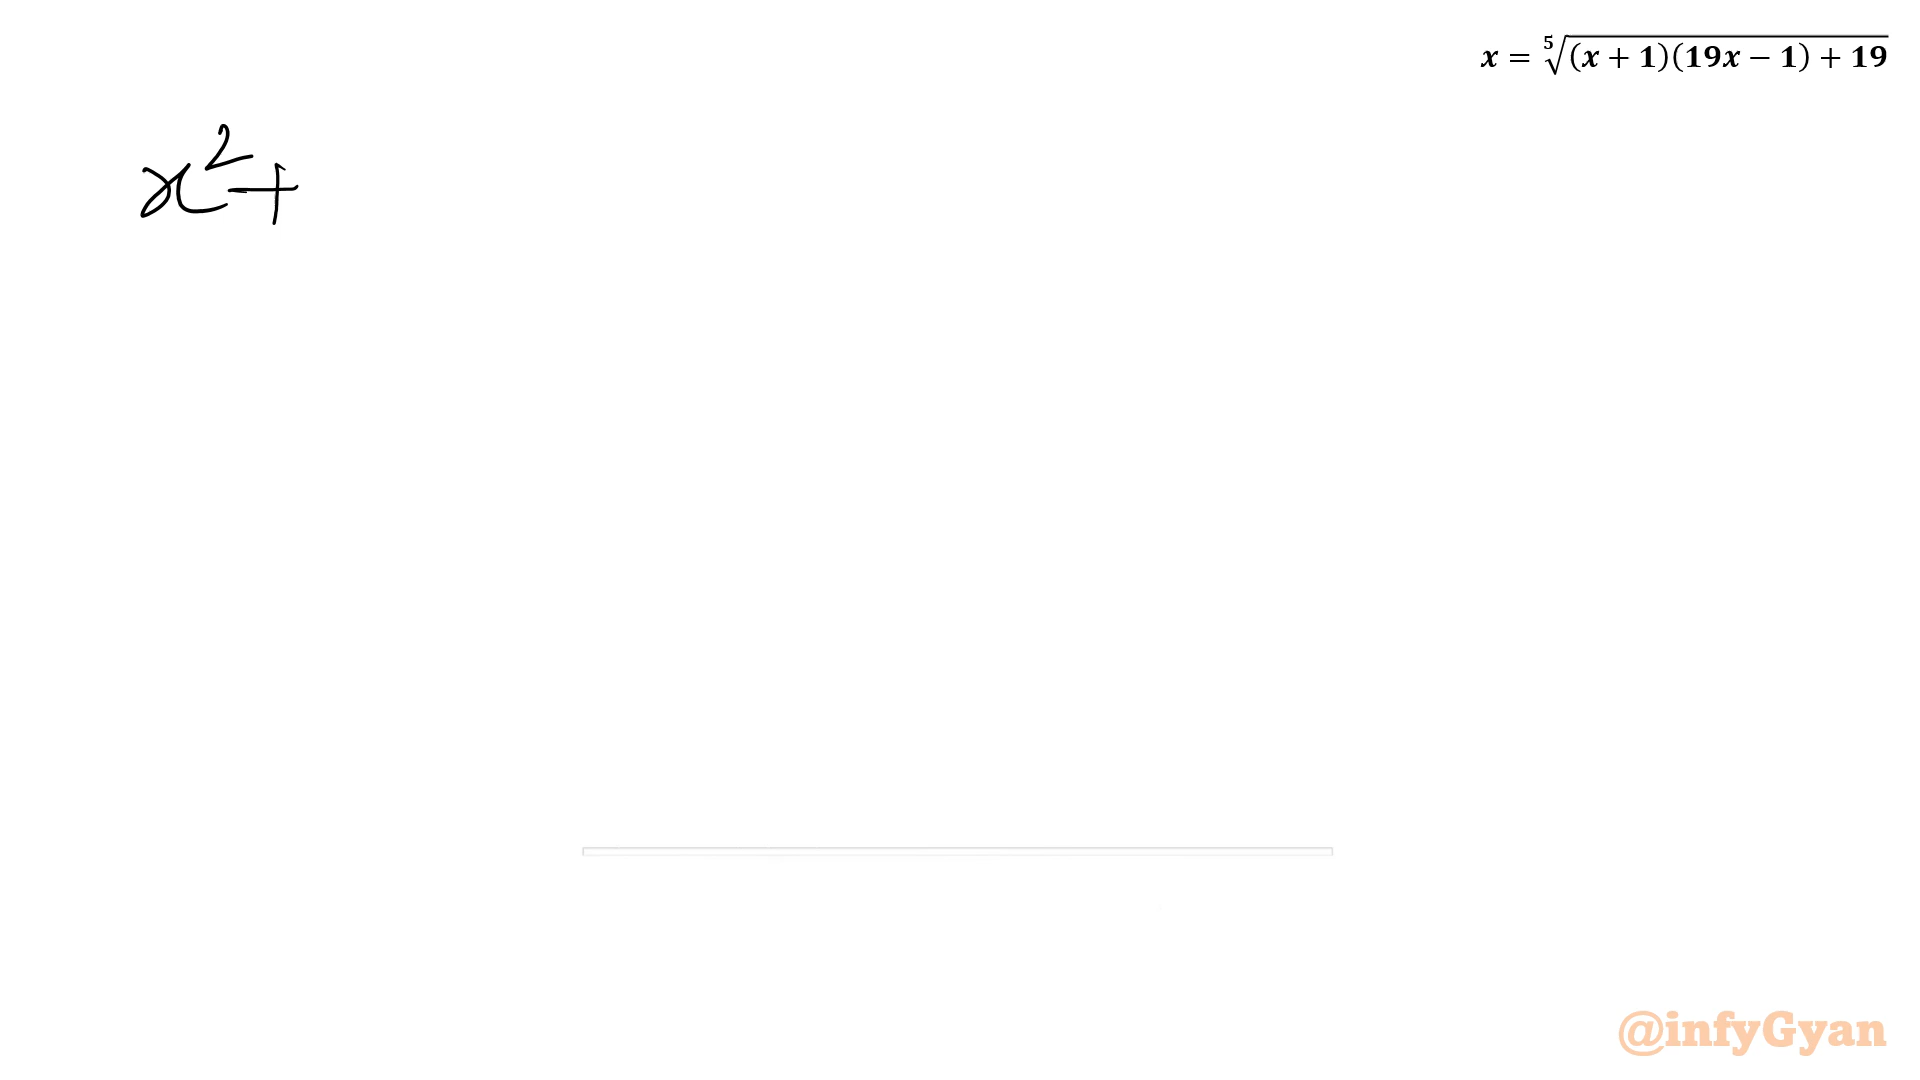 x = ⁵√((x + 1)(19x − 1) + 19)
x² +
@infyGyan